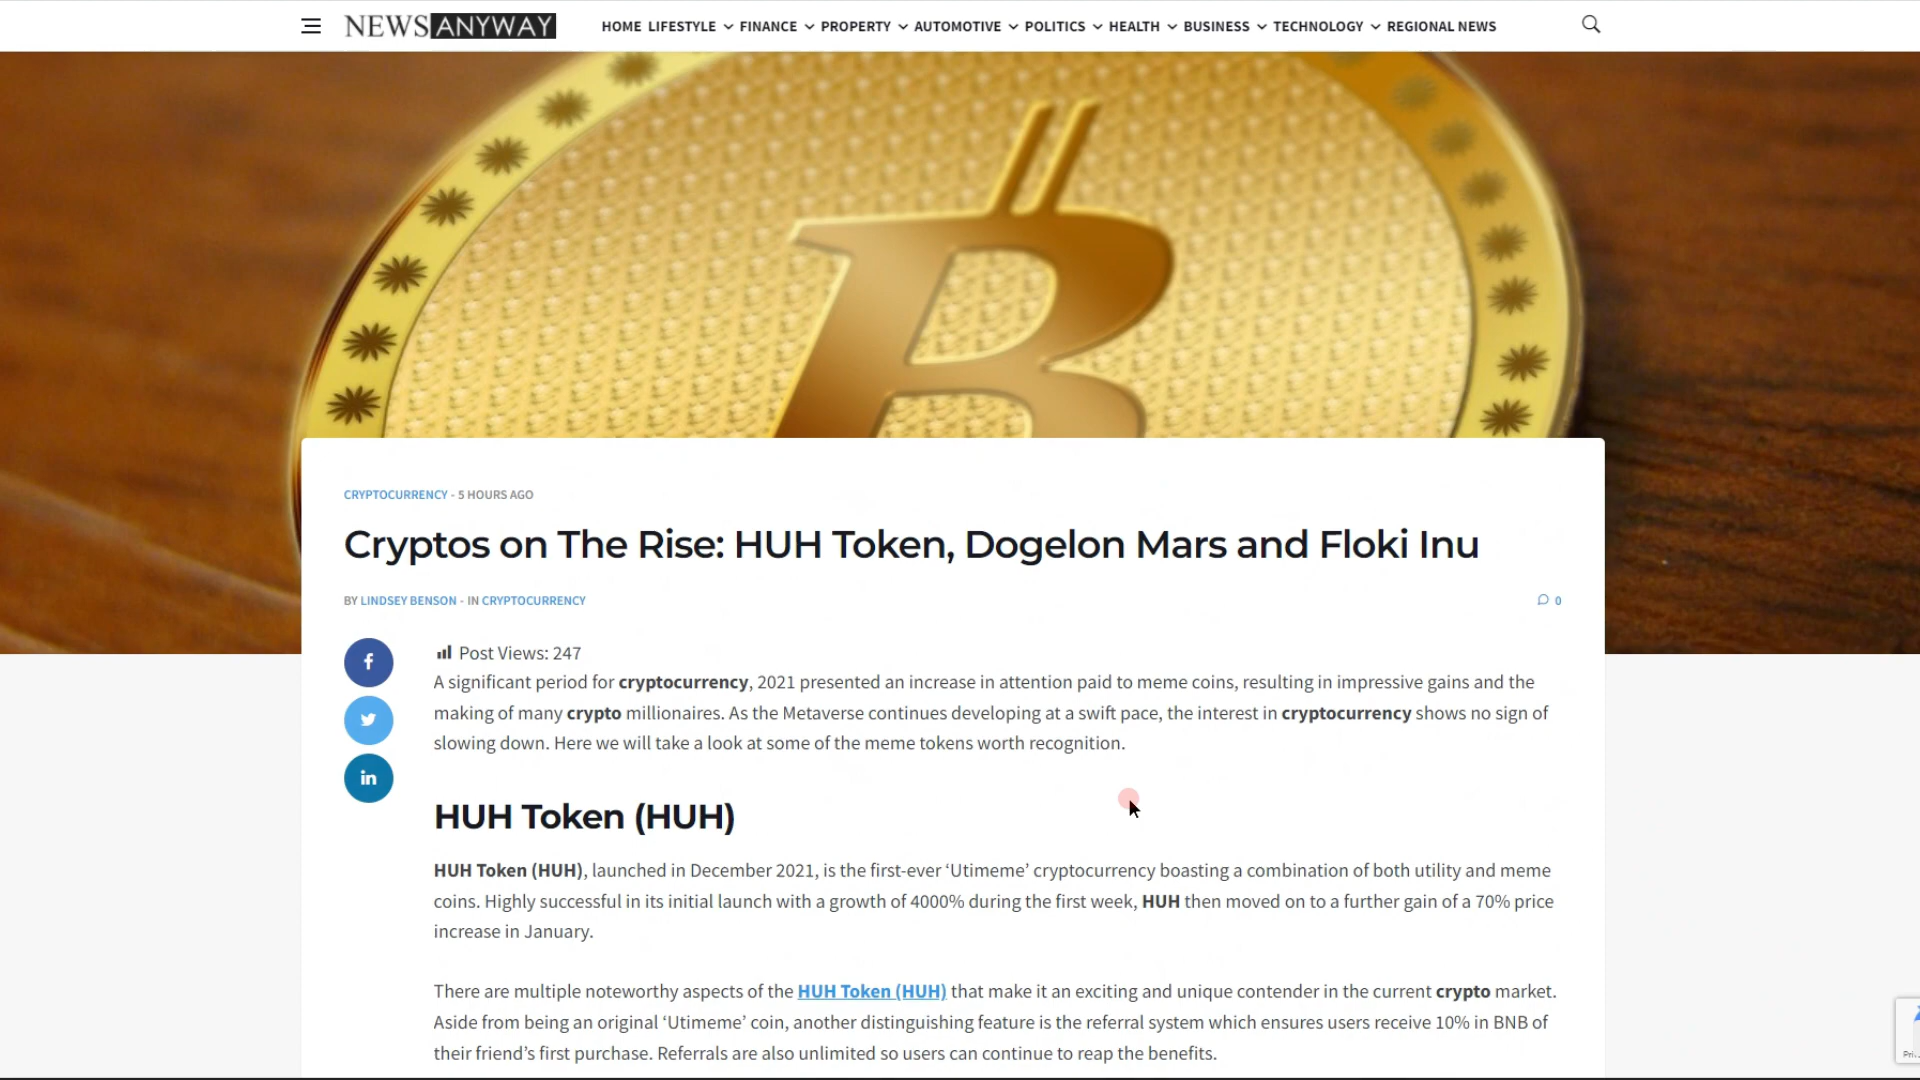 NEWSANYWAY HOME LIFESTYLE FINANCE PROPERTY AUTOMOTIVE POLITICS HEALTH BUSINESS TECHNOLOGY REGIONAL NEWS
B
CRYPTOCURRENCY - 5 HOURS AGO
Cryptos on The Rise: HUH Token, Dogelon Mars and Floki Inu
BY LINDSEY BENSON - IN CRYPTOCURRENCY 0
f
Post Views: 247
A significant period for cryptocurrency, 2021 presented an increase in attention paid to meme coins, resulting in impressive gains and the
making of many crypto millionaires. As the Metaverse continues developing at a swift pace, the interest in cryptocurrency shows no sign of
slowing down. Here we will take a look at some of the meme tokens worth recognition.
in
HUH Token (HUH)
HUH Token (HUH), launched in December 2021, is the first-ever ‘Utimeme’ cryptocurrency boasting a combination of both utility and meme
coins. Highly successful in its initial launch with a growth of 4000% during the first week, HUH then moved on to a further gain of a 70% price
increase in January.
There are multiple noteworthy aspects of the HUH Token (HUH) that make it an exciting and unique contender in the current crypto market.
Aside from being an original ‘Utimeme’ coin, another distinguishing feature is the referral system which ensures users receive 10% in BNB of
their friend’s first purchase. Referrals are also unlimited so users can continue to reap the benefits.